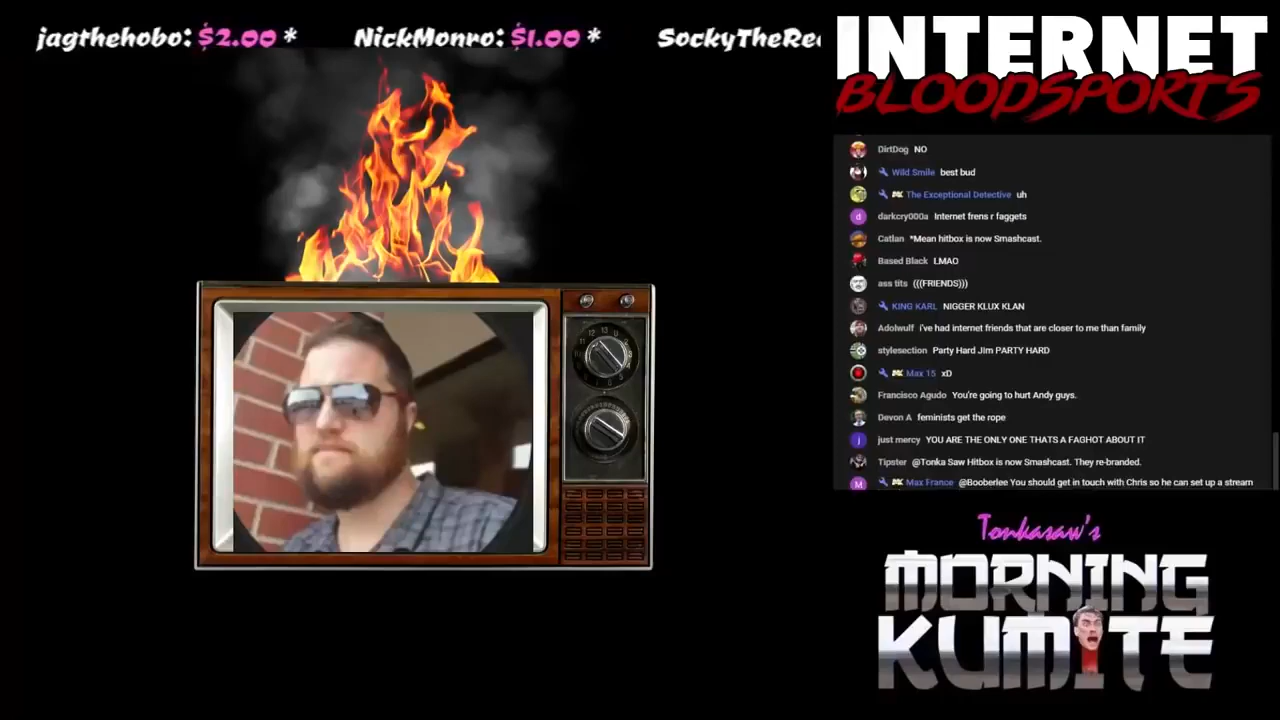 jagthehobo: $2.00 * NickMonro: $1.00 * SockyTheRed
INTERNET
BLOODSPORTS
DirtDog NO
Wild Smile best bud
The Exceptional Detective uh
darkcry000a Internet frens r faggets
Catlan *Mean hitbox is now Smashcast.
Based Black LMAO
ass tits (((FRIENDS)))
KING KARL NIGGER KLUX KLAN
Adolwulf i've had internet friends that are closer to me than family
stylesection Party Hard Jim PARTY HARD
Max 15 xD
Francisco Agudo You're going to hurt Andy guys.
Devon A feminists get the rope
just mercy YOU ARE THE ONLY ONE THATS A FAGHOT ABOUT IT
Tipster @Tonka Saw Hitbox is now Smashcast. They re-branded.
Max France @Booberlee You should get in touch with Chris so he can set up a stream
Tonkasaw's
MORNING
KUMITE